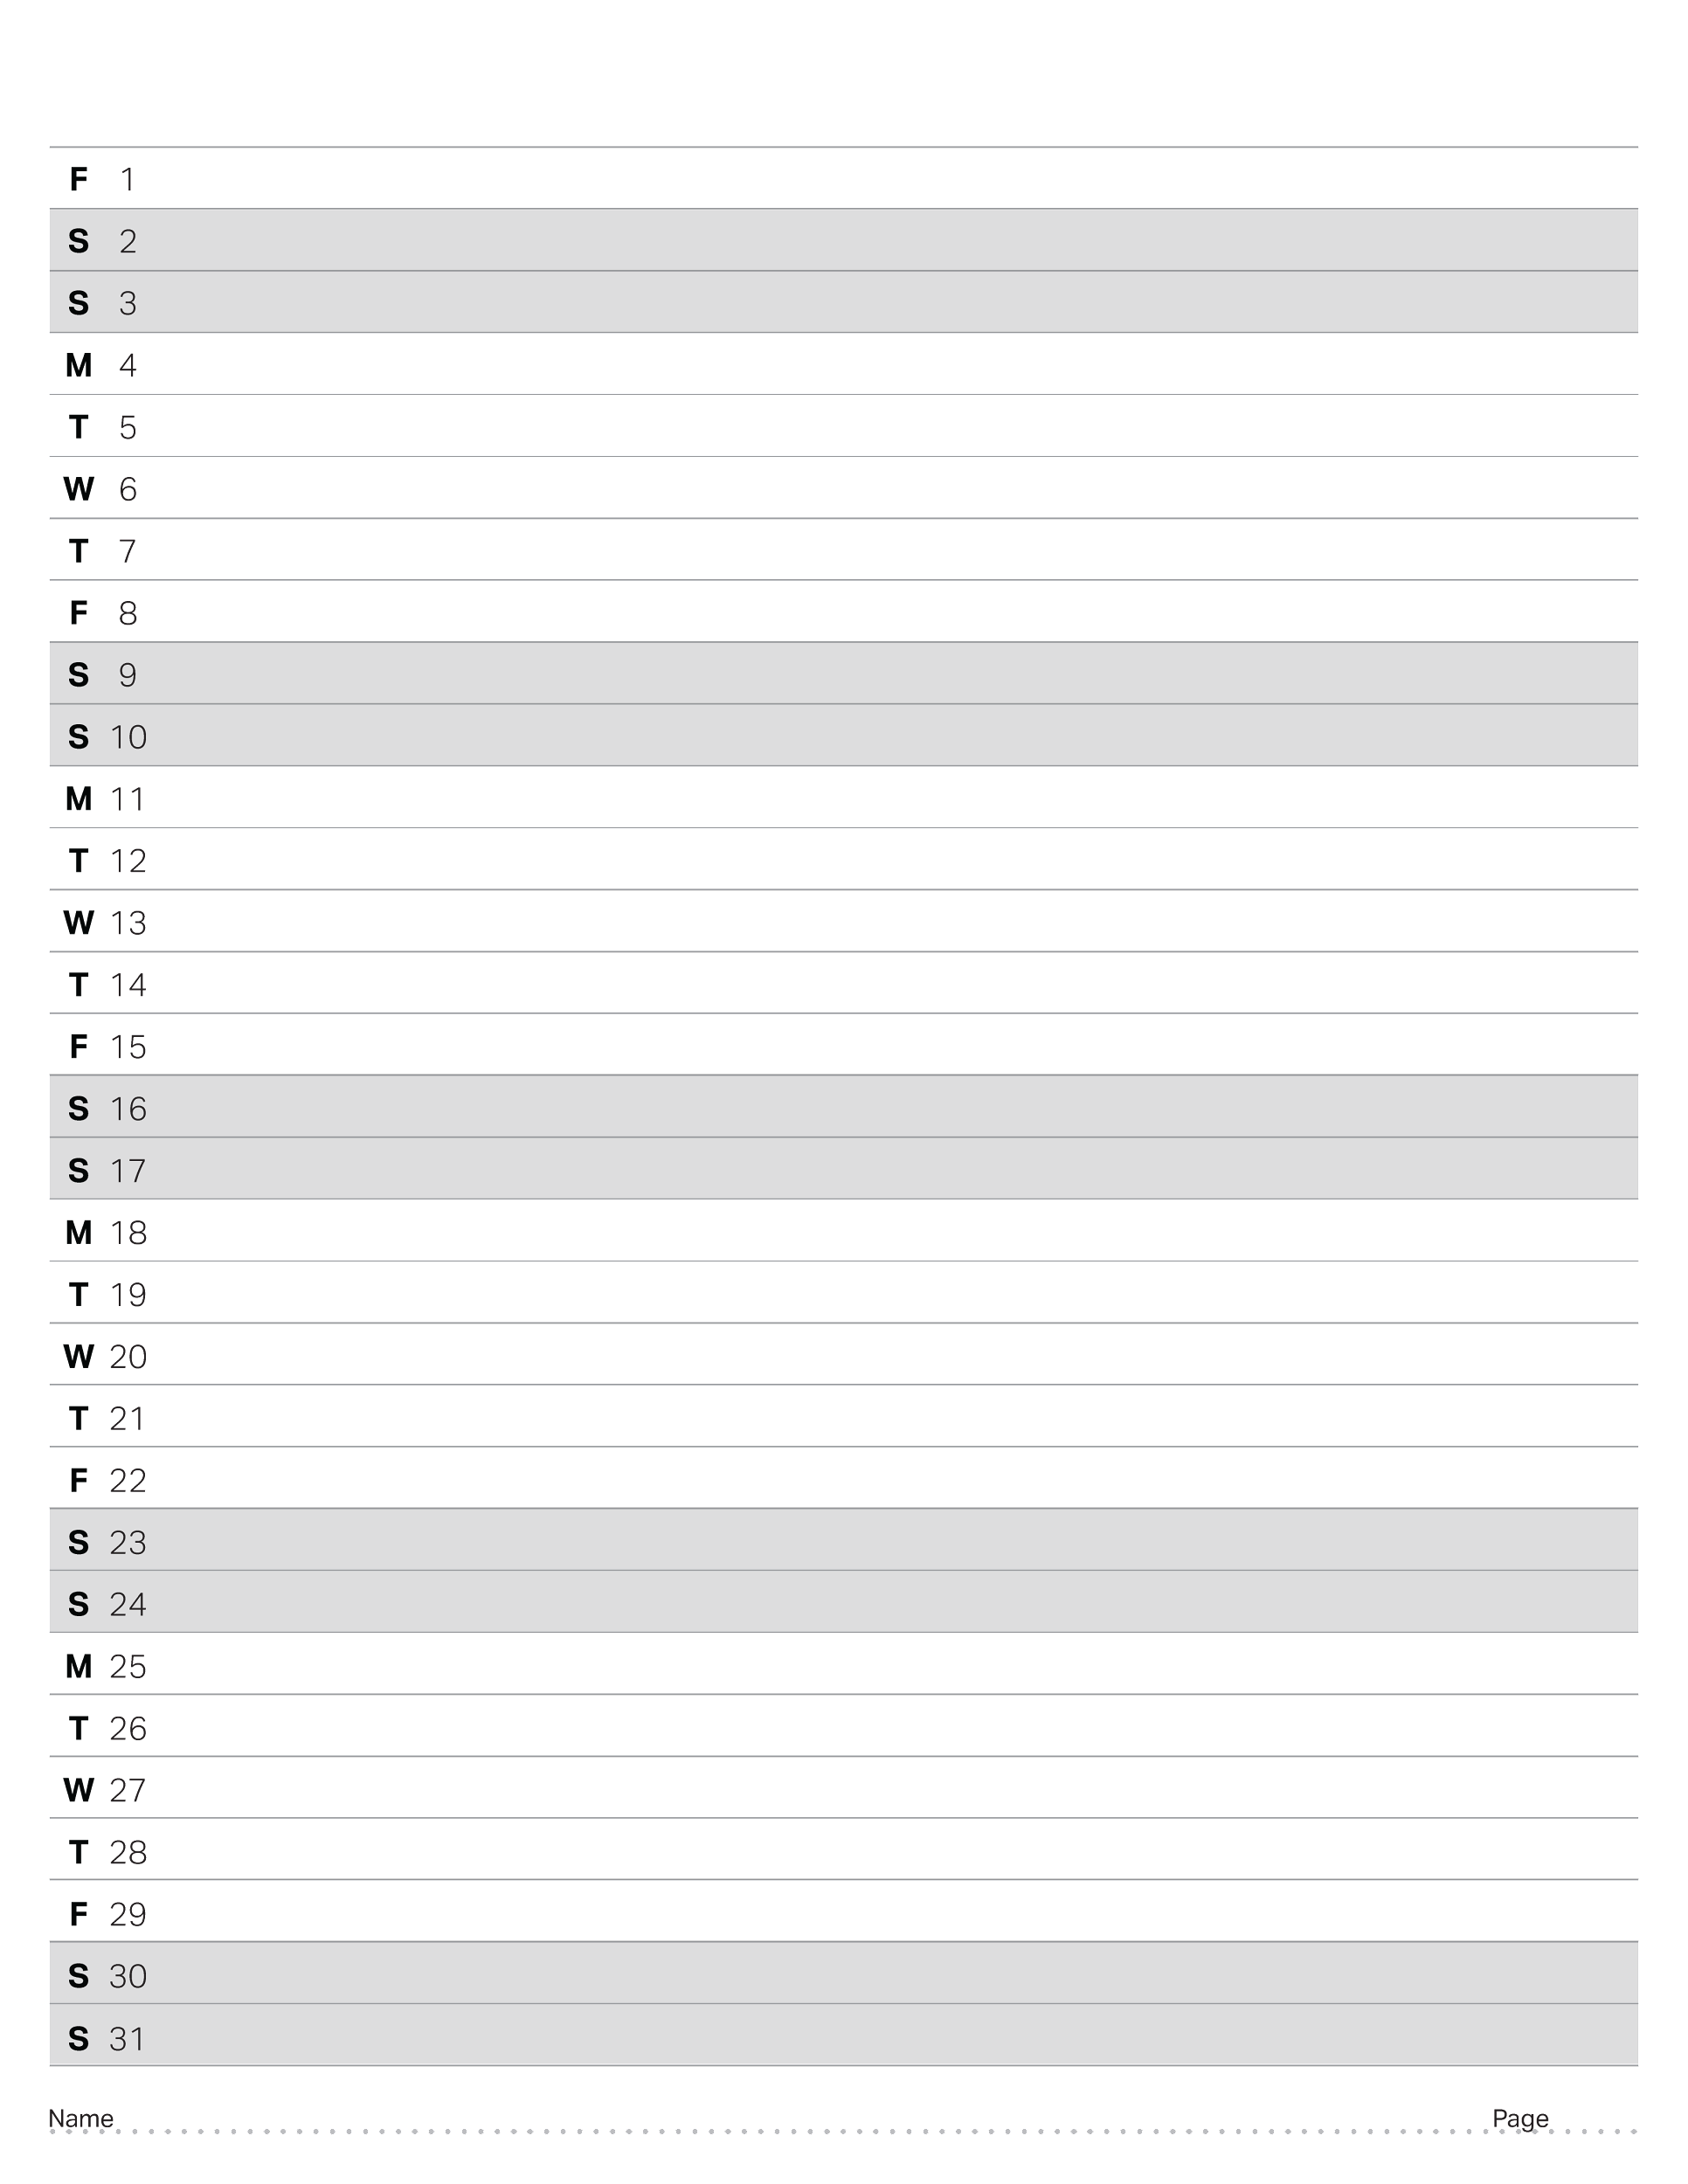 F 1
S 2
S 3
M 4
T 5
W 6
T 7
F 8
S 9
S 10
M 11
T 12
W 13
T 14
F 15
S 16
S 17
M 18
T 19
W 20
T 21
F 22
S 23
S 24
M 25
T 26
W 27
T 28
F 29
S 30
S 31
Name Page